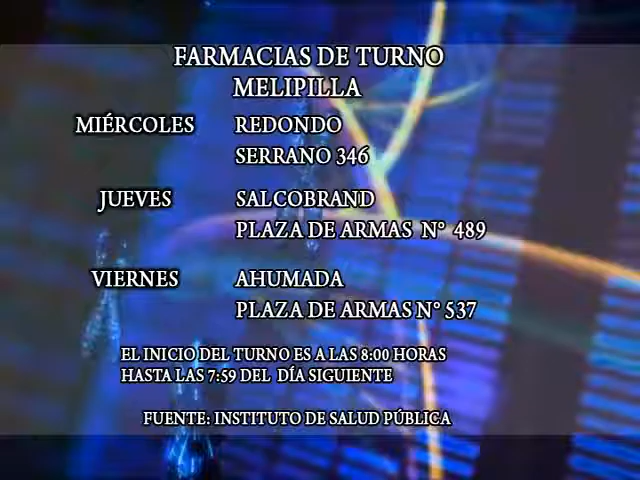 FARMACIAS DE TURNO
MELIPILLA
MIÉRCOLES REDONDO
SERRANO 346
JUEVES SALCOBRAND
PLAZA DE ARMAS N° 489
VIERNES AHUMADA
PLAZA DE ARMAS N° 537
EL INICIO DEL TURNO ES A LAS 8:00 HORAS
HASTA LAS 7:59 DEL DÍA SIGUIENTE
FUENTE: INSTITUTO DE SALUD PÚBLICA